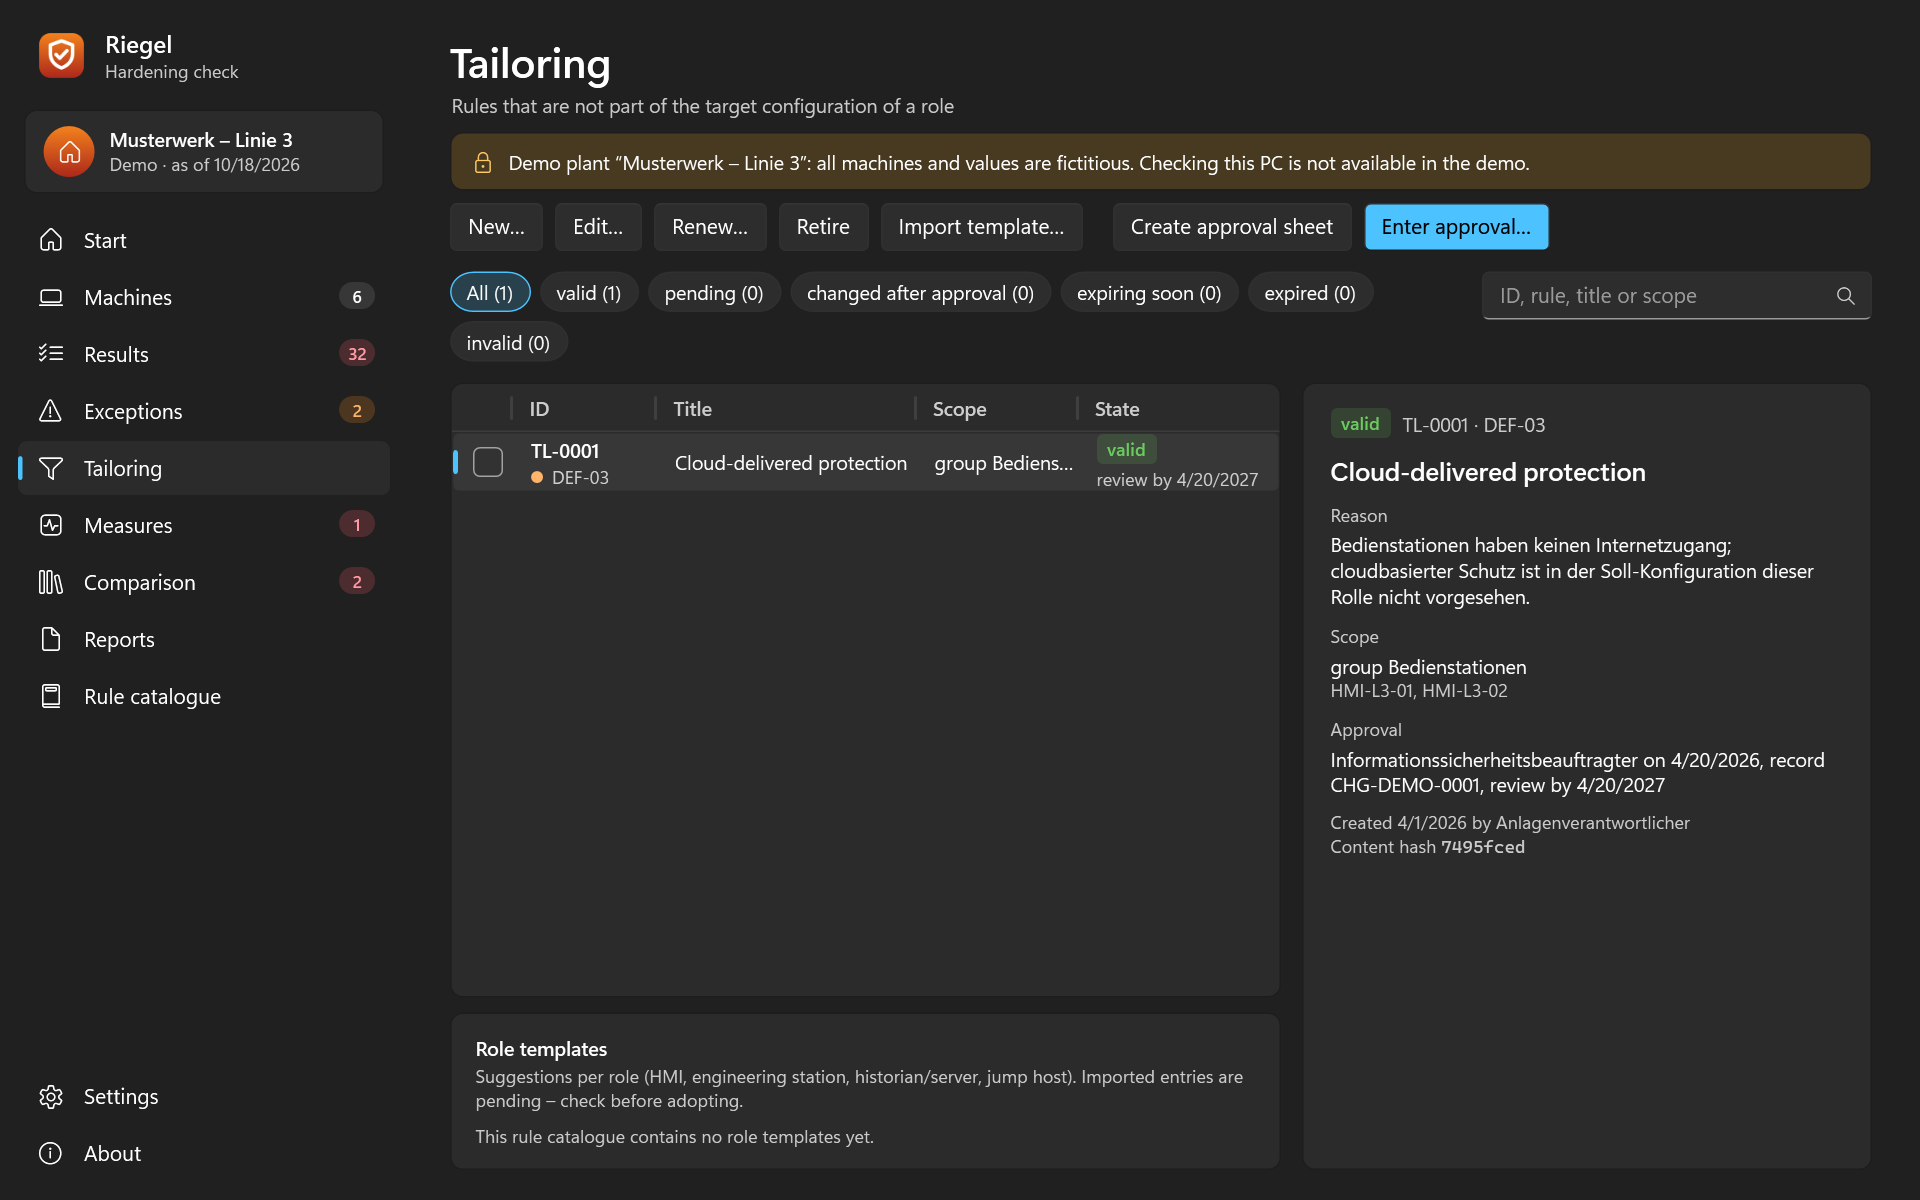 Riegel
Hardening check
Musterwerk – Linie 3
Demo · as of 10/18/2026
Start
Machines 6
Results 32
Exceptions 2
Tailoring
Measures 1
Comparison 2
Reports
Rule catalogue
Settings
About
Tailoring
Rules that are not part of the target configuration of a role
Demo plant “Musterwerk – Linie 3”: all machines and values are fictitious. Checking this PC is not available in the demo.
New... Edit... Renew... Retire Import template... Create approval sheet Enter approval...
All (1) valid (1) pending (0) changed after approval (0) expiring soon (0) expired (0)
invalid (0)
ID, rule, title or scope
ID Title Scope State
TL-0001
DEF-03
Cloud-delivered protection
group Bediens...
valid
review by 4/20/2027
Role templates
Suggestions per role (HMI, engineering station, historian/server, jump host). Imported entries are
pending – check before adopting.
This rule catalogue contains no role templates yet.
valid TL-0001 · DEF-03
Cloud-delivered protection
Reason
Bedienstationen haben keinen Internetzugang;
cloudbasierter Schutz ist in der Soll-Konfiguration dieser
Rolle nicht vorgesehen.
Scope
group Bedienstationen
HMI-L3-01, HMI-L3-02
Approval
Informationssicherheitsbeauftragter on 4/20/2026, record
CHG-DEMO-0001, review by 4/20/2027
Created 4/1/2026 by Anlagenverantwortlicher
Content hash 7495fced